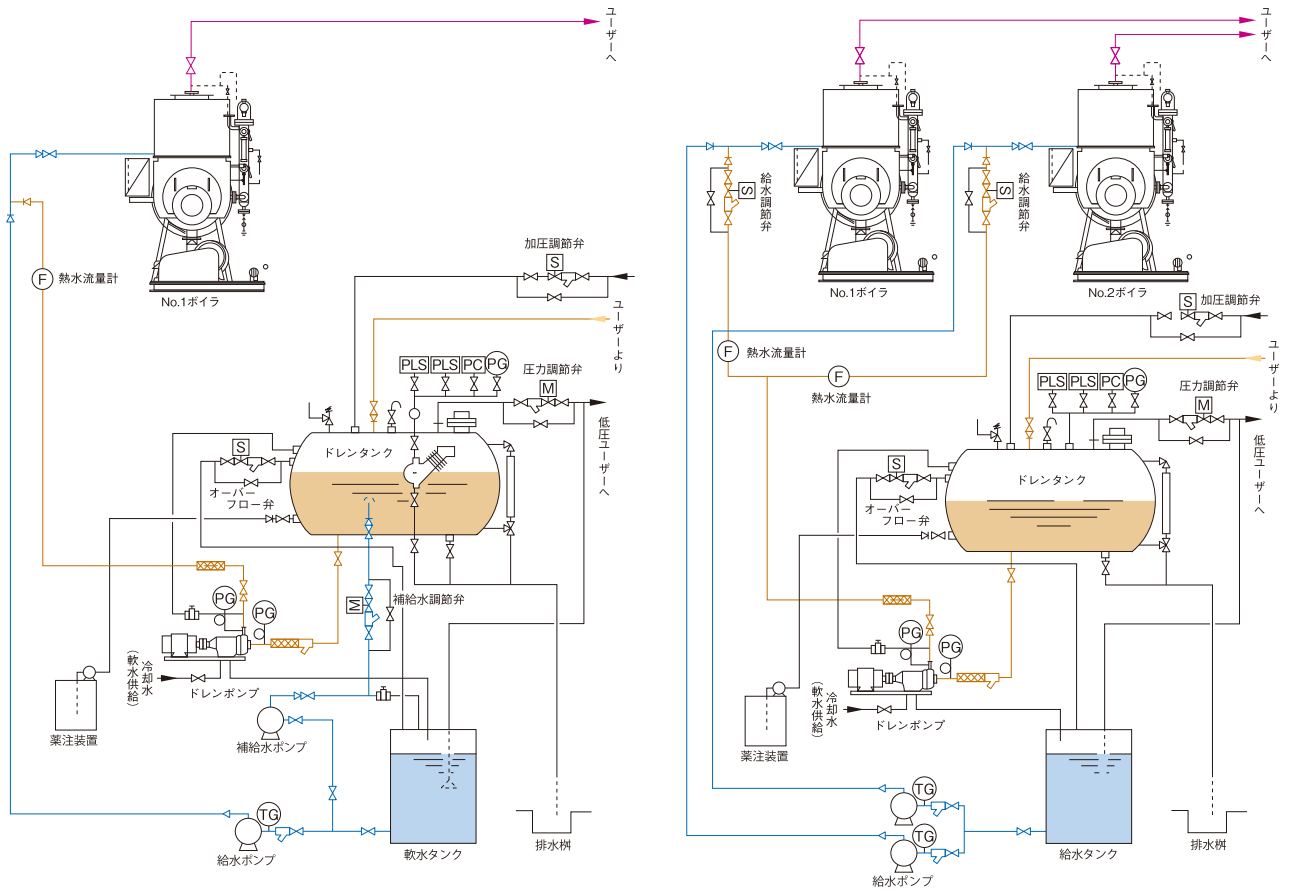 ユーザーへ
No.1ボイラ
F
熱水流量計
加圧調節弁
S
ユーザーより
PLS
PLS
PC
PG
圧力調節弁
M
低圧ユーザーへ
ドレンタンク
S
オーバー
フロー弁
PG
PG
M
補給水調節弁
冷却水
(軟水供給)
ドレンポンプ
薬注装置
補給水ポンプ
TG
給水ポンプ
軟水タンク
排水桝
ユーザーへ
S
給水調節弁
S
給水調節弁
No.1ボイラ
No.2ボイラ
S
加圧調節弁
F
熱水流量計
F
熱水流量計
ユーザーより
PLS
PLS
PC
PG
圧力調節弁
M
低圧ユーザーへ
ドレンタンク
S
オーバー
フロー弁
PG
PG
冷却水
(軟水供給)
ドレンポンプ
薬注装置
TG
TG
給水ポンプ
給水タンク
排水桝